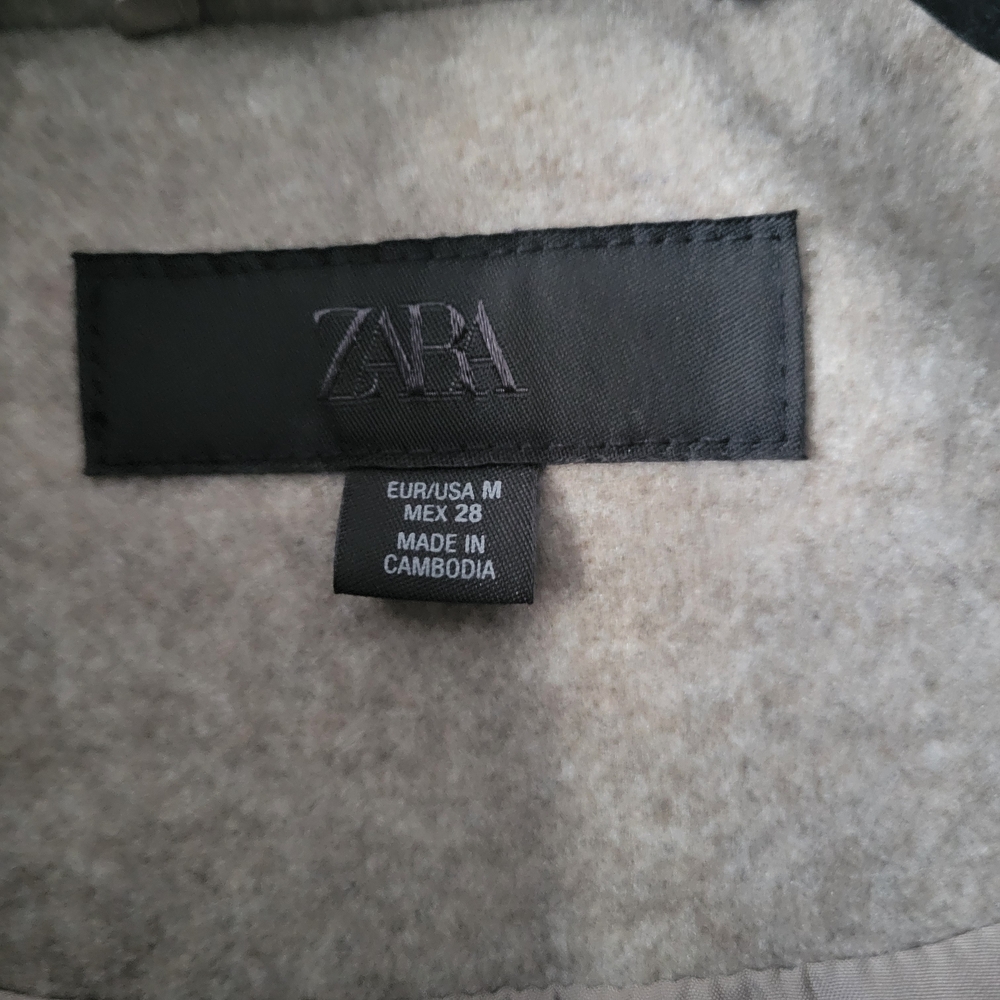 ZARA
EUR/USA M
MEX 28
MADE IN
CAMBODIA